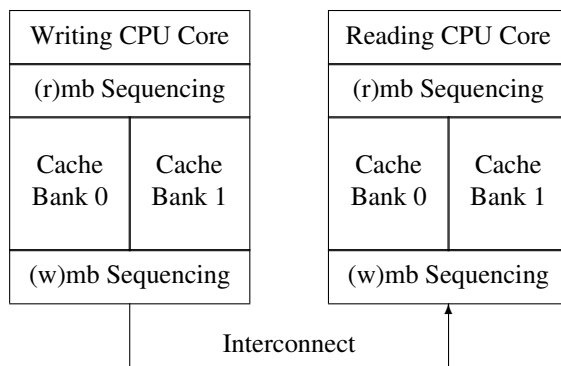 Writing CPU Core
Reading CPU Core
(r)mb Sequencing
(r)mb Sequencing
Cache
Bank 0
Cache
Bank 1
Cache
Bank 0
Cache
Bank 1
(w)mb Sequencing
(w)mb Sequencing
Interconnect